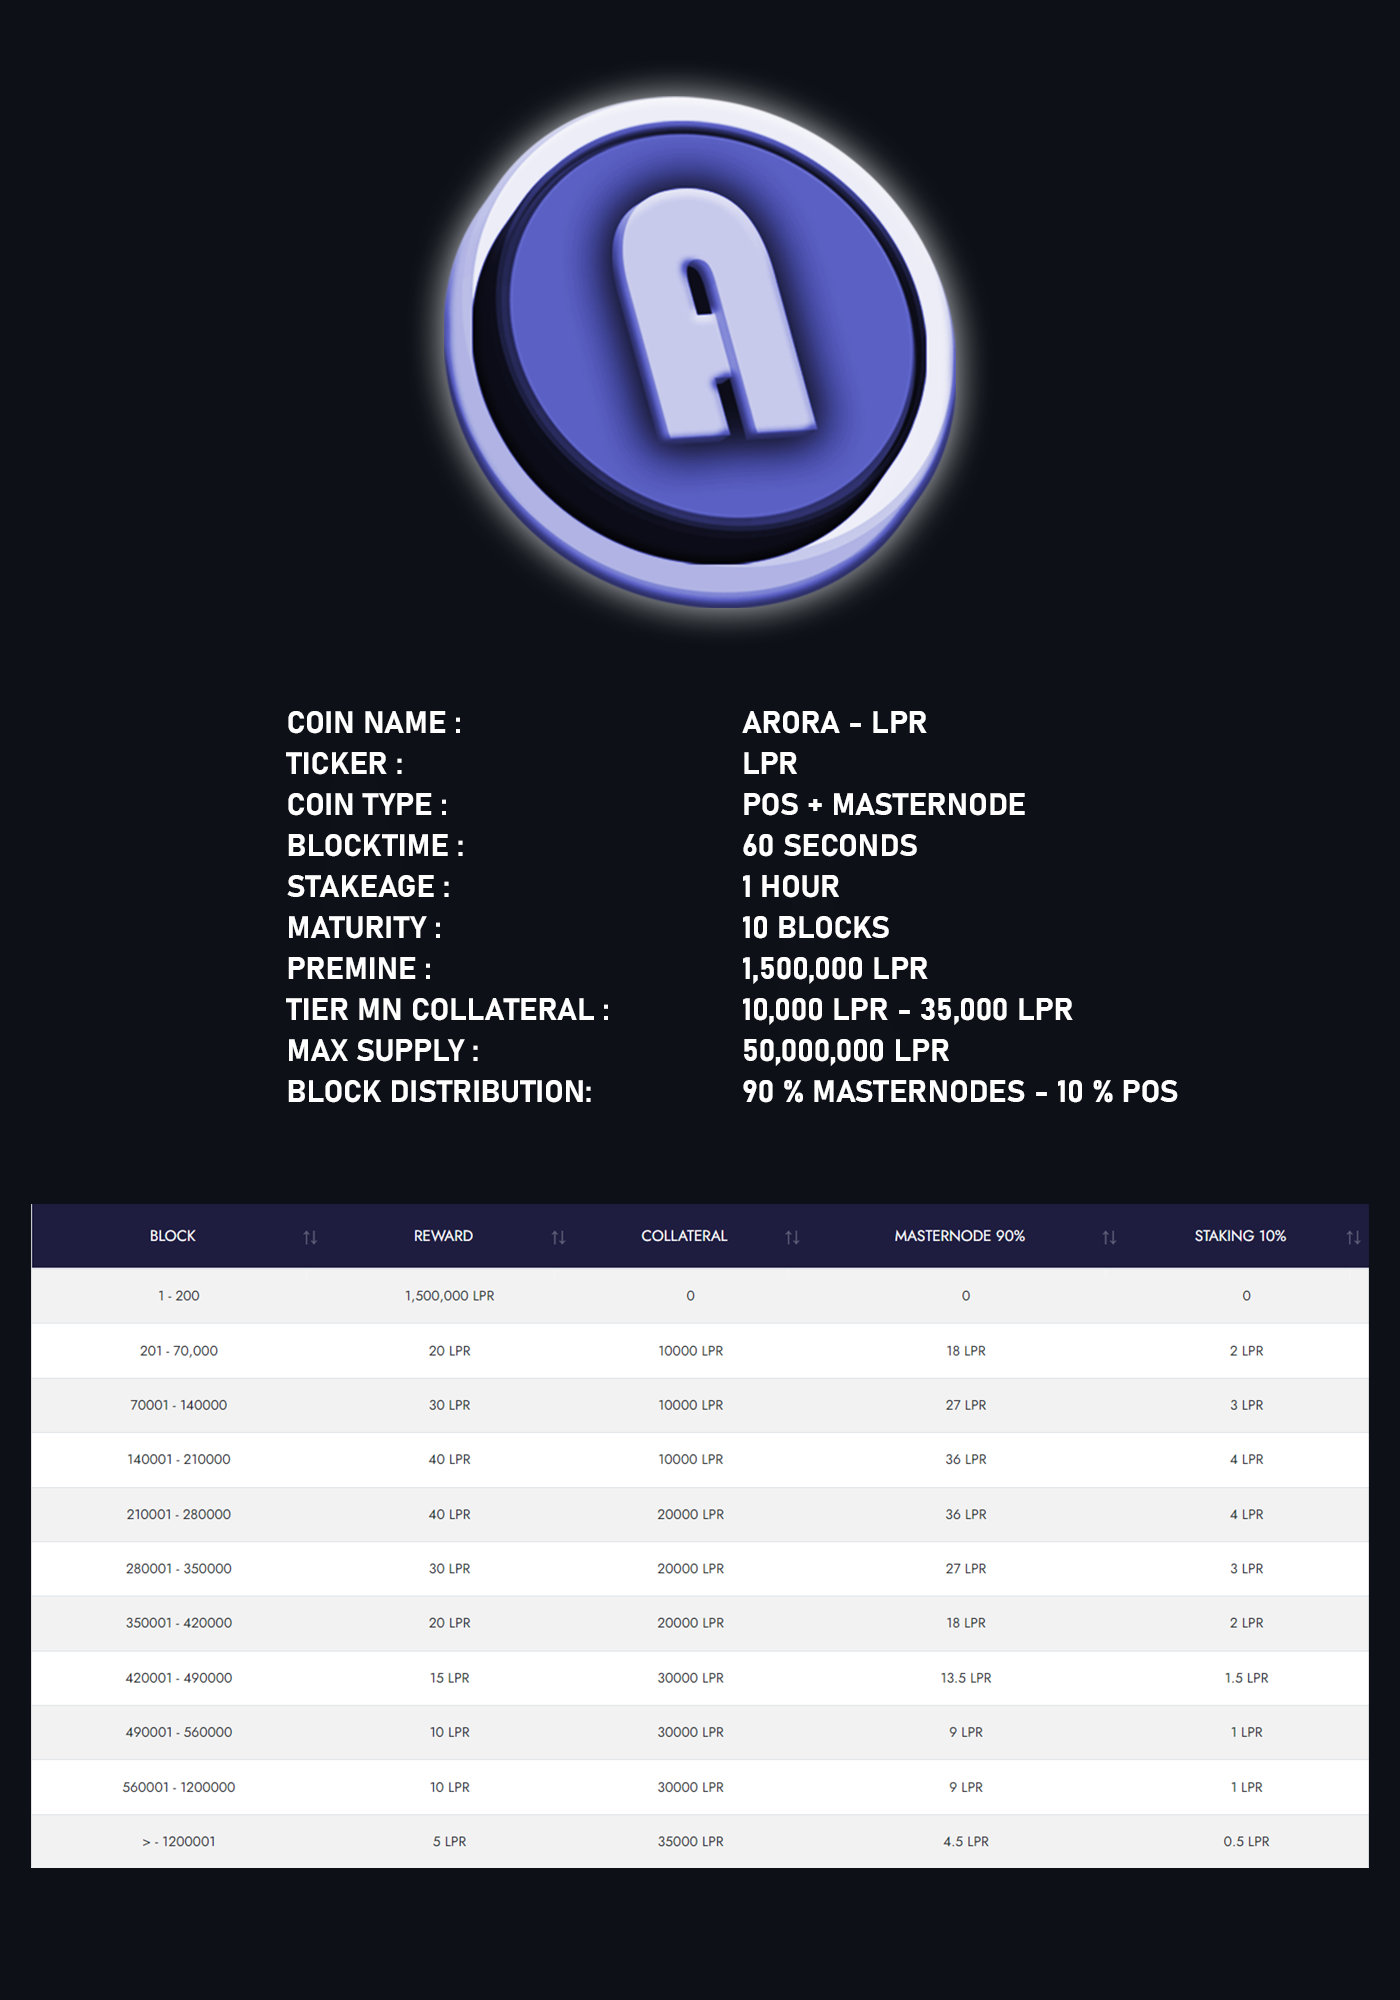 A
COIN NAME : ARORA - LPR
TICKER : LPR
COIN TYPE : POS + MASTERNODE
BLOCKTIME : 60 SECONDS
STAKEAGE : 1 HOUR
MATURITY : 10 BLOCKS
PREMINE : 1,500,000 LPR
TIER MN COLLATERAL : 10,000 LPR - 35,000 LPR
MAX SUPPLY : 50,000,000 LPR
BLOCK DISTRIBUTION: 90 % MASTERNODES - 10 % POS
BLOCK REWARD COLLATERAL MASTERNODE 90% STAKING 10%
1 - 200 1,500,000 LPR 0 0 0
201 - 70,000 20 LPR 10000 LPR 18 LPR 2 LPR
70001 - 140000 30 LPR 10000 LPR 27 LPR 3 LPR
140001 - 210000 40 LPR 10000 LPR 36 LPR 4 LPR
210001 - 280000 40 LPR 20000 LPR 36 LPR 4 LPR
280001 - 350000 30 LPR 20000 LPR 27 LPR 3 LPR
350001 - 420000 20 LPR 20000 LPR 18 LPR 2 LPR
420001 - 490000 15 LPR 30000 LPR 13.5 LPR 1.5 LPR
490001 - 560000 10 LPR 30000 LPR 9 LPR 1 LPR
560001 - 1200000 10 LPR 30000 LPR 9 LPR 1 LPR
> - 1200001 5 LPR 35000 LPR 4.5 LPR 0.5 LPR